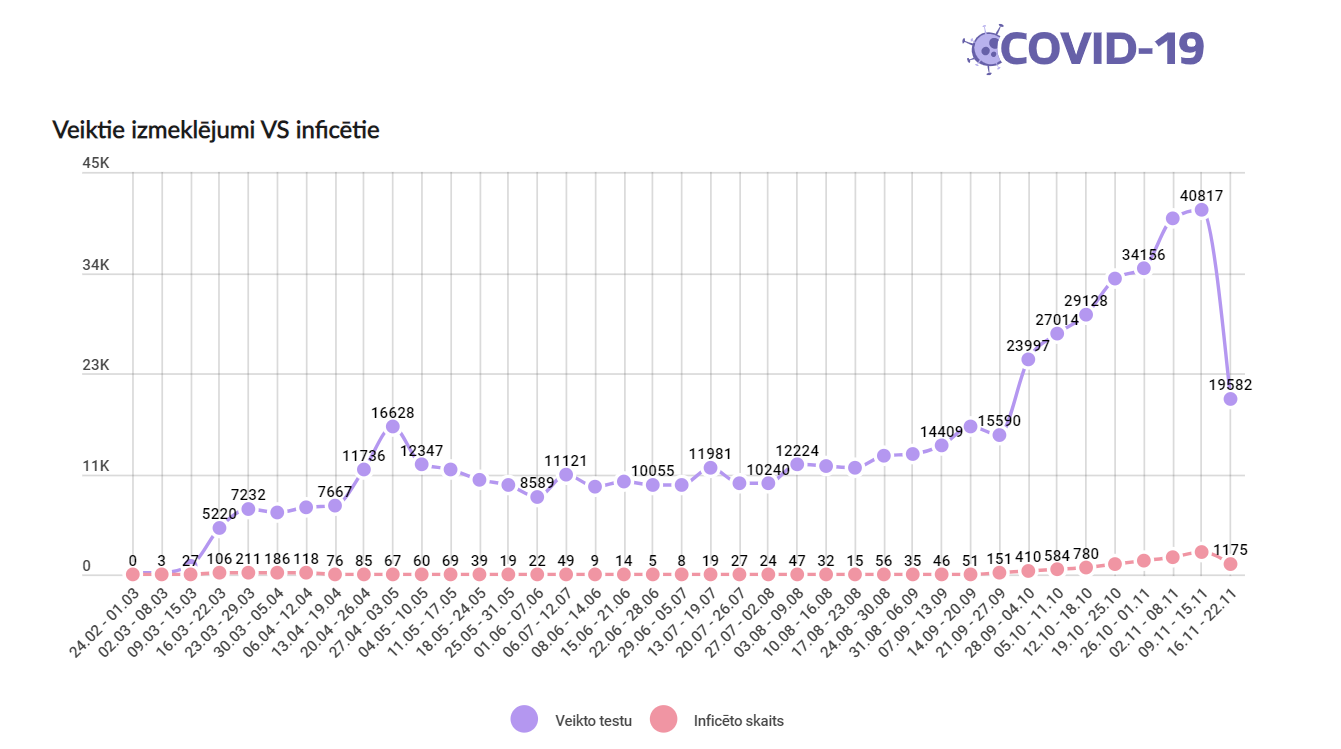 COVID-19
Veiktie izmeklējumi VS inficētie
45K
40817
34156
34K
29128
27014
23997
23K
19582
16628
15590
14409
12347
12224
11736
11981
11121
10240
10055
11K
8589
7667
7232
5220
0 3 27 106 211 186 118 76 85 67 60 69 39 19 22 49 9 14 5 8 19 27 24 47 32 15 56 35 46 51 151 410 584 780 1175
0
24.02 - 01.03
02.03 - 08.03
09.03 - 15.03
16.03 - 22.03
23.03 - 29.03
30.03 - 05.04
06.04 - 12.04
13.04 - 19.04
20.04 - 26.04
27.04 - 03.05
04.05 - 10.05
11.05 - 17.05
18.05 - 24.05
25.05 - 31.05
01.06 - 07.06
06.07 - 12.07
08.06 - 14.06
15.06 - 21.06
22.06 - 28.06
29.06 - 05.07
13.07 - 19.07
20.07 - 26.07
27.07 - 02.08
03.08 - 09.08
10.08 - 16.08
17.08 - 23.08
24.08 - 30.08
31.08 - 06.09
07.09 - 13.09
14.09 - 20.09
21.09 - 27.09
28.09 - 04.10
05.10 - 11.10
12.10 - 18.10
19.10 - 25.10
26.10 - 01.11
02.11 - 08.11
09.11 - 15.11
16.11 - 22.11
Veikto testu
Inficēto skaits